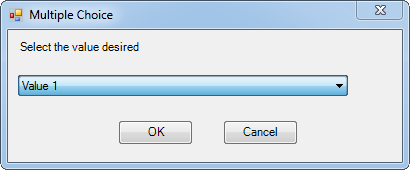 Multiple Choice
Select the value desired
Value 1
OK
Cancel